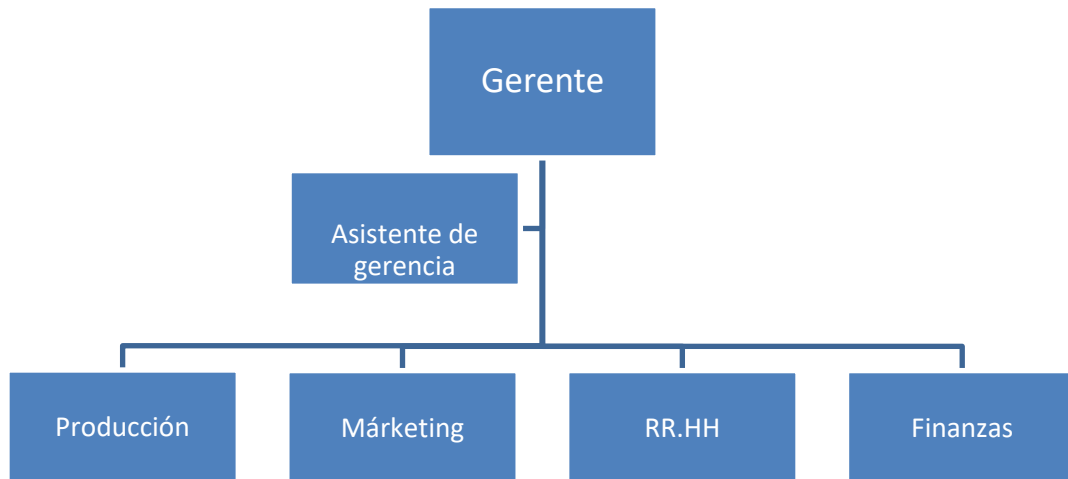 Gerente
Asistente de
gerencia
Producción
Márketing
RR.HH
Finanzas